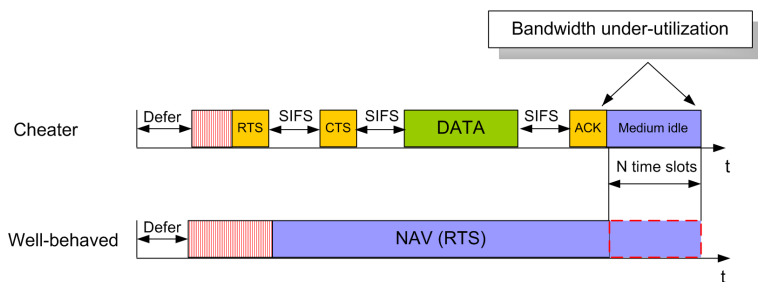 Bandwidth under-utilization
Defer
SIFS
SIFS
SIFS
Cheater
RTS
CTS
DATA
ACK
Medium idle
t
N time slots
Defer
Well-behaved
NAV (RTS)
t